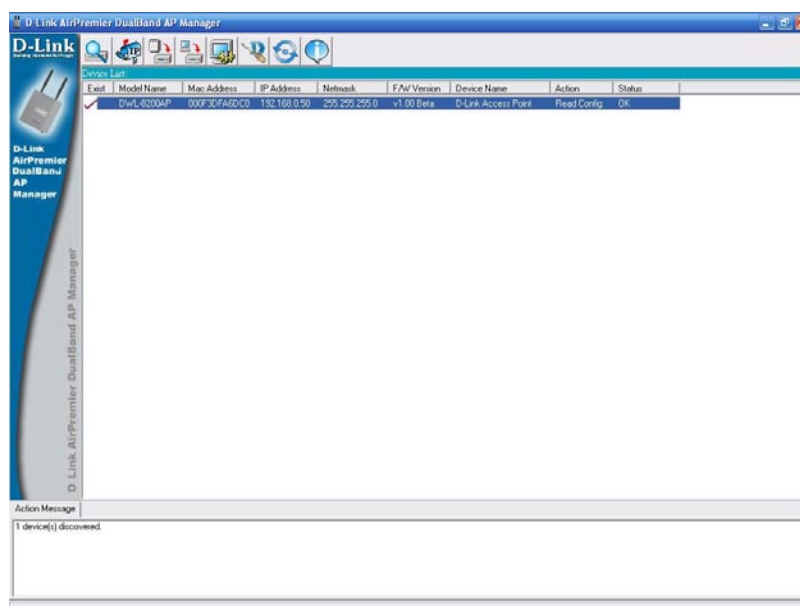 D-Link AirPremier DualBand AP Manager
D-Link
Device List:
Exist Model Name Mac Address IP Address Netmask F/W Version Device Name Action Status
DWL-8200AP 000F3DFA6DC0 192.168.0.50 255.255.255.0 v1.00 Beta D-Link Access Point Read Config OK
D-Link
AirPremier
DualBand
AP
Manager
D Link AirPremier DualBand AP Manager
Action Message
1 device(s) discovered.